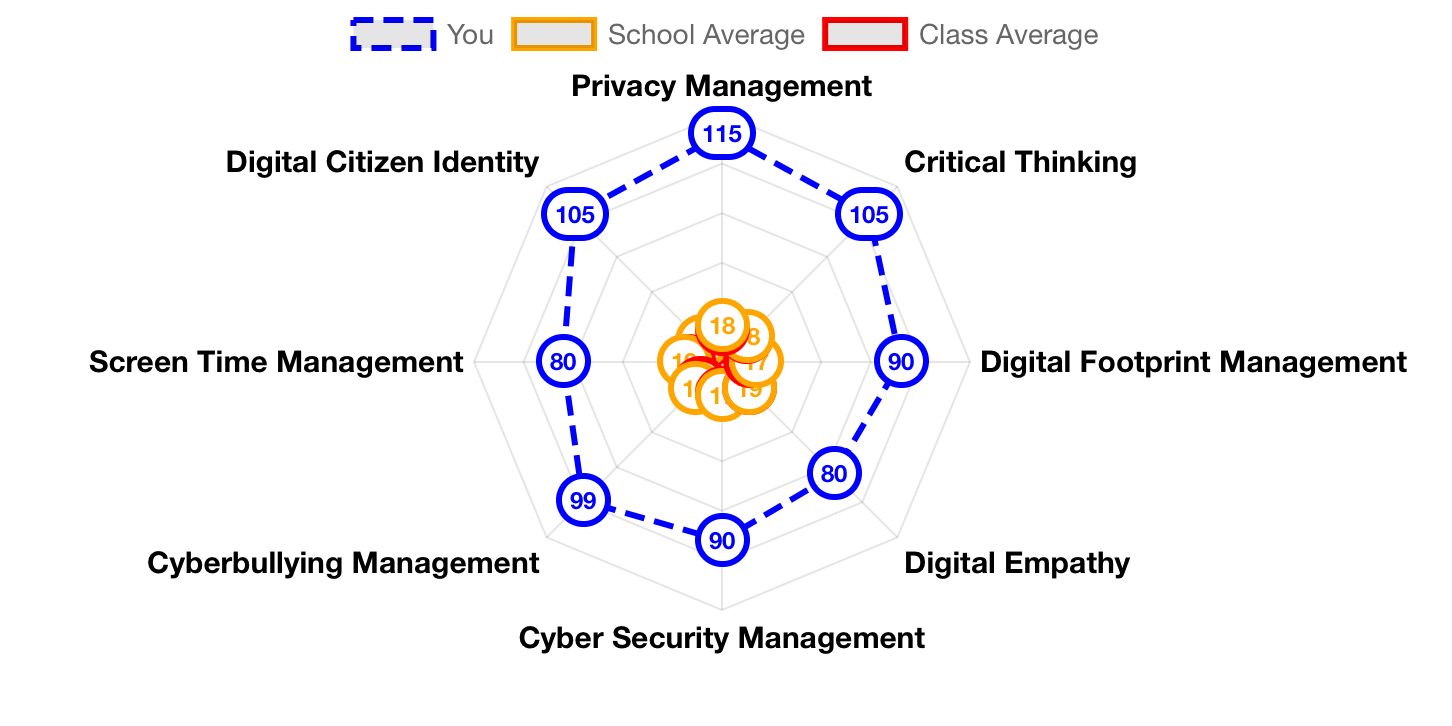 You School Average Class Average
Privacy Management
115
Digital Citizen Identity Critical Thinking
105 105
18
Screen Time Management 80 90 Digital Footprint Management
19
80
99
90
Cyberbullying Management Digital Empathy
Cyber Security Management